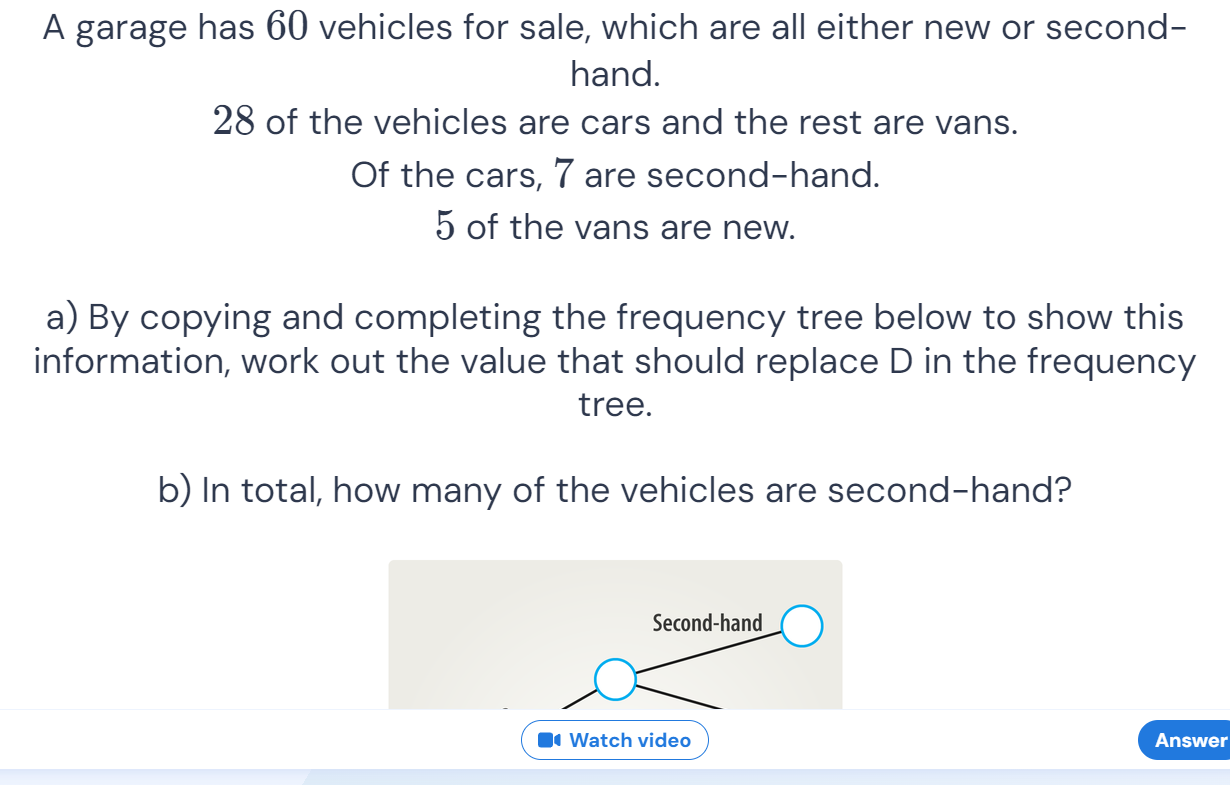 A garage has 60 vehicles for sale, which are all either new or second-
hand.
28 of the vehicles are cars and the rest are vans.
Of the cars, 7 are second-hand.
5 of the vans are new.
a) By copying and completing the frequency tree below to show this
information, work out the value that should replace D in the frequency
tree.
b) In total, how many of the vehicles are second-hand?
Second-hand
Watch video
Answer